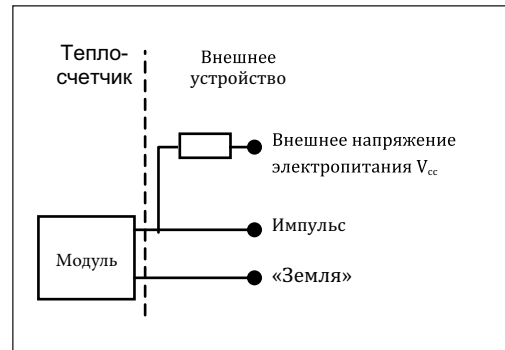 Тепло-
счетчик
Внешнее
устройство
Внешнее напряжение
электропитания Vcc
Импульс
Модуль
«Земля»